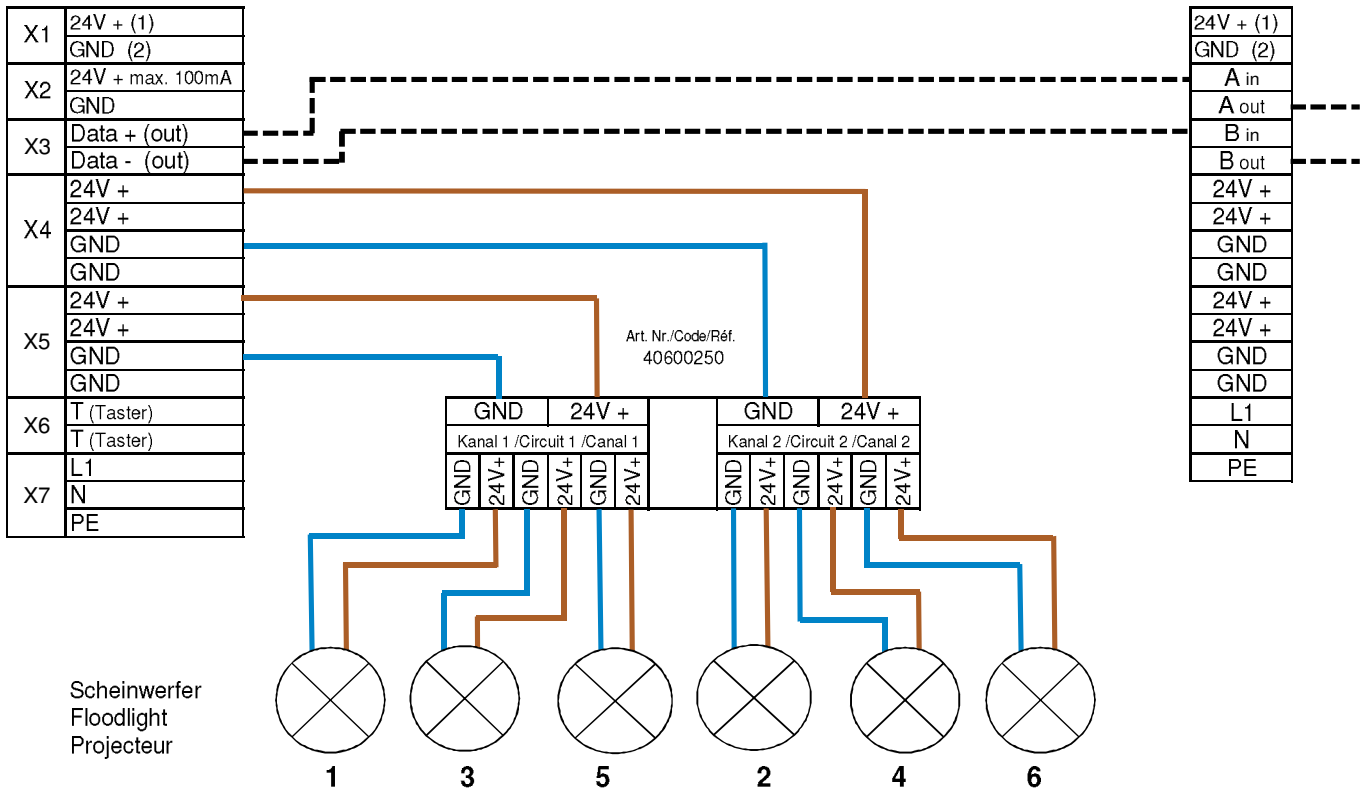 X1
24V + (1)
GND (2)
X2
24V + max. 100mA
GND
X3
Data + (out)
Data - (out)
X4
24V +
24V +
GND
GND
X5
24V +
24V +
GND
GND
X6
T (Taster)
T (Taster)
X7
L1
N
PE
24V + (1)
GND (2)
A in
A out
B in
B out
24V +
24V +
GND
GND
24V +
24V +
GND
GND
L1
N
PE
Art. Nr./Code/Réf.
40600250
GND 24V +
Kanal 1 /Circuit 1 /Canal 1
GND 24V+ GND 24V+ GND 24V+
GND 24V +
Kanal 2 /Circuit 2 /Canal 2
GND 24V+ GND 24V+ GND 24V+
Scheinwerfer
Floodlight
Projecteur
1 3 5 2 4 6